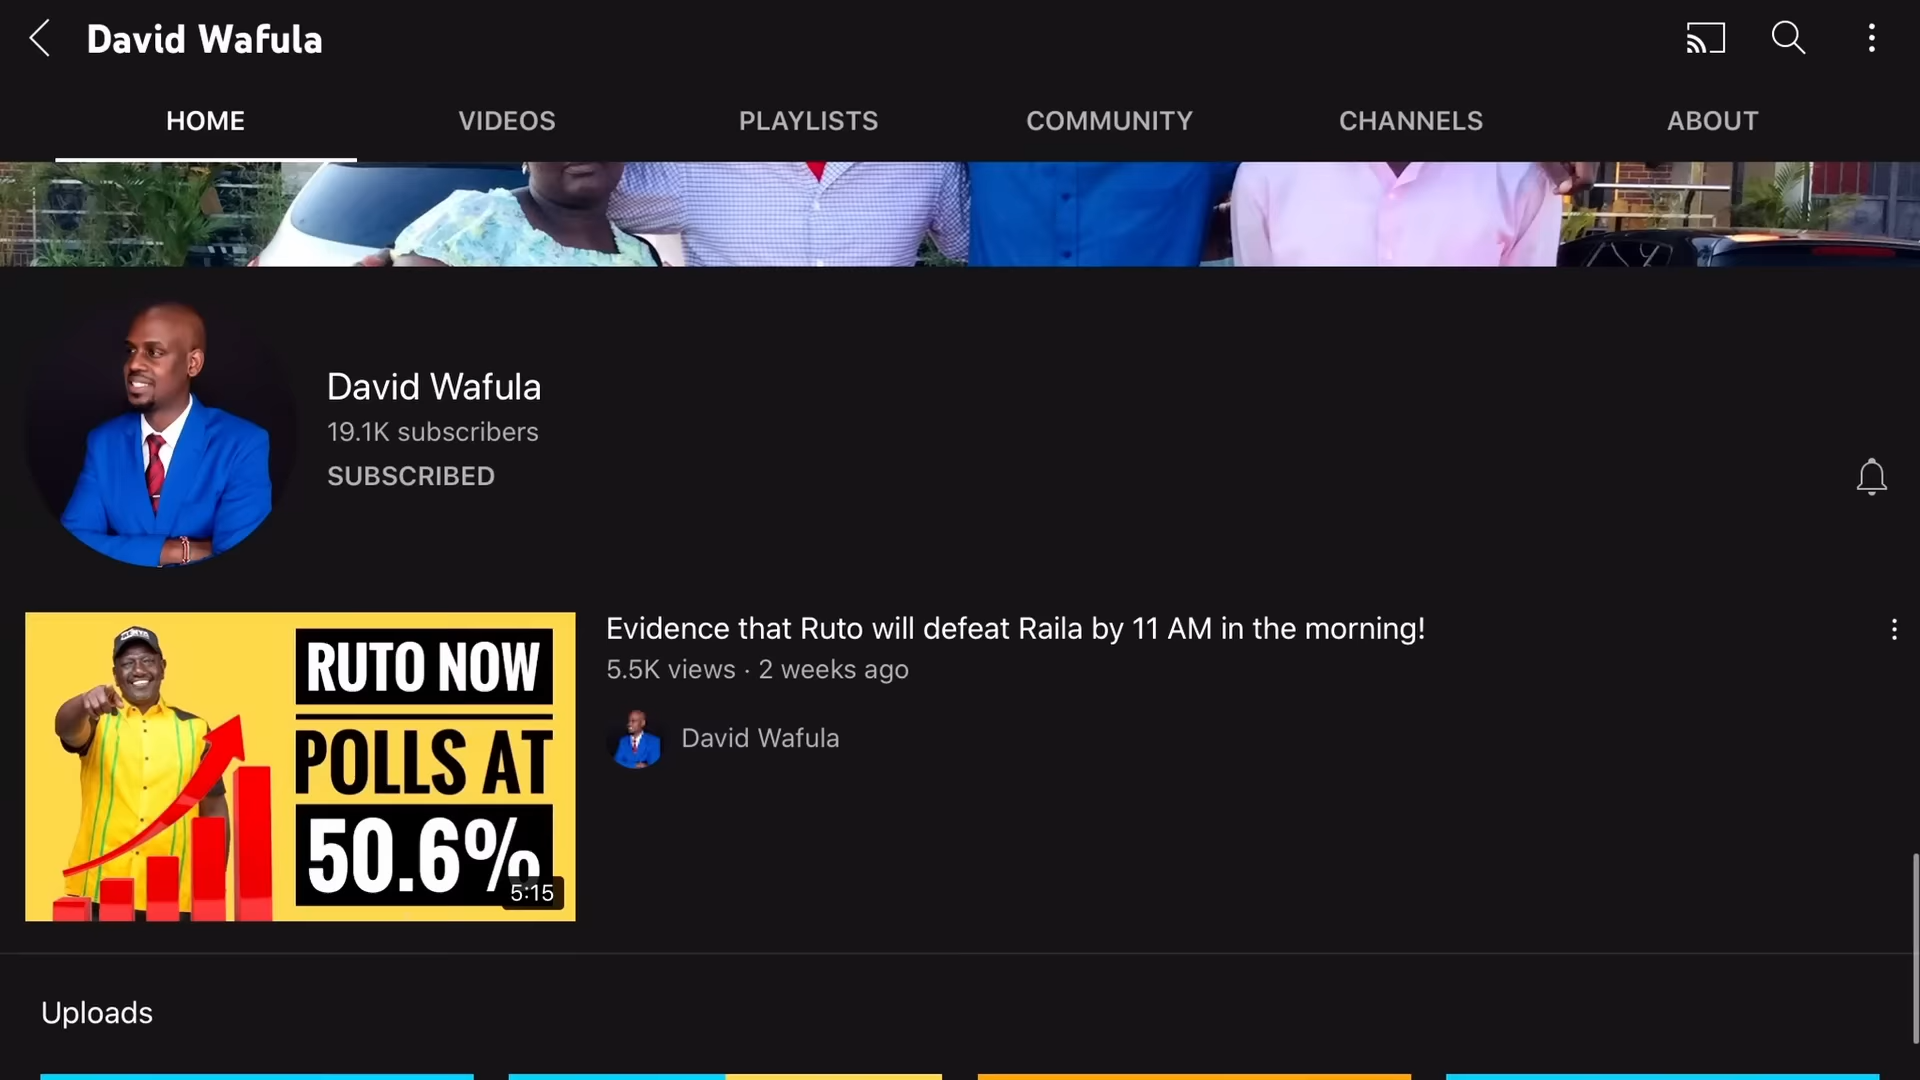 David Wafula
HOME
VIDEOS
PLAYLISTS
COMMUNITY
CHANNELS
ABOUT
David Wafula
19.1K subscribers
SUBSCRIBED
RUTO NOW
POLLS AT
50.6%
5:15
Evidence that Ruto will defeat Raila by 11 AM in the morning!
5.5K views · 2 weeks ago
David Wafula
Uploads